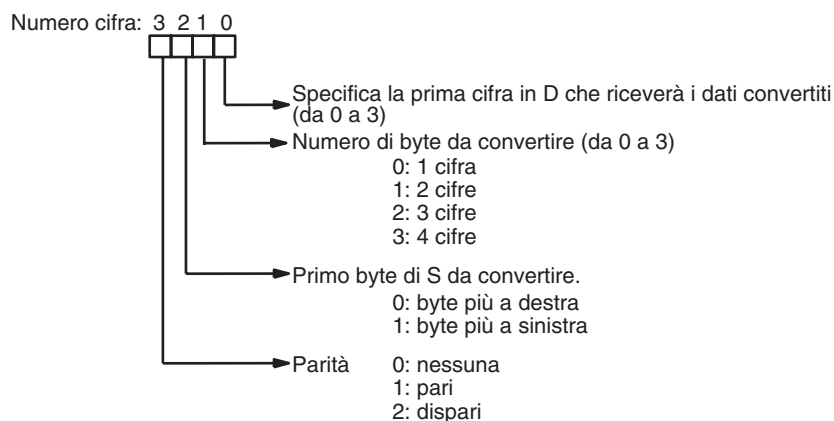 Numero cifra: 3 2 1 0
Specifica la prima cifra in D che riceverà i dati convertiti
(da 0 a 3)
Numero di byte da convertire (da 0 a 3)
0: 1 cifra
1: 2 cifre
2: 3 cifre
3: 4 cifre
Primo byte di S da convertire.
0: byte più a destra
1: byte più a sinistra
Parità 0: nessuna
1: pari
2: dispari